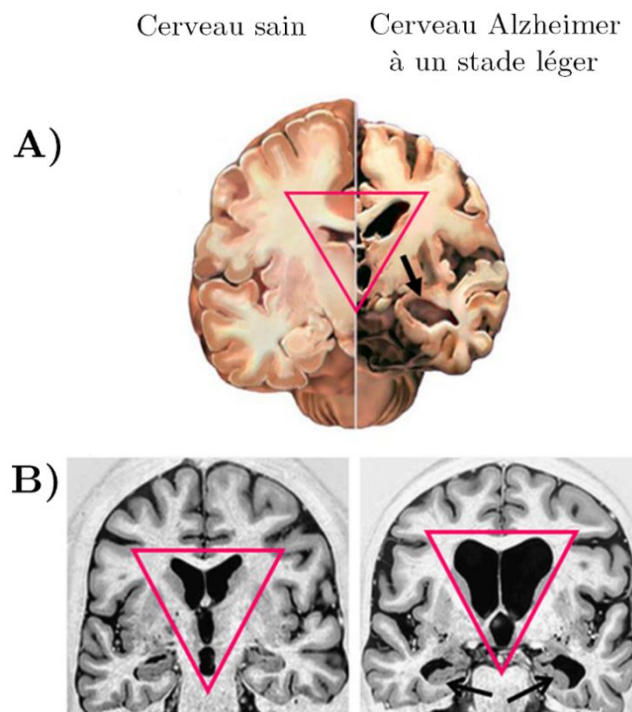 Cerveau sain
Cerveau Alzheimer
à un stade léger
A)
B)